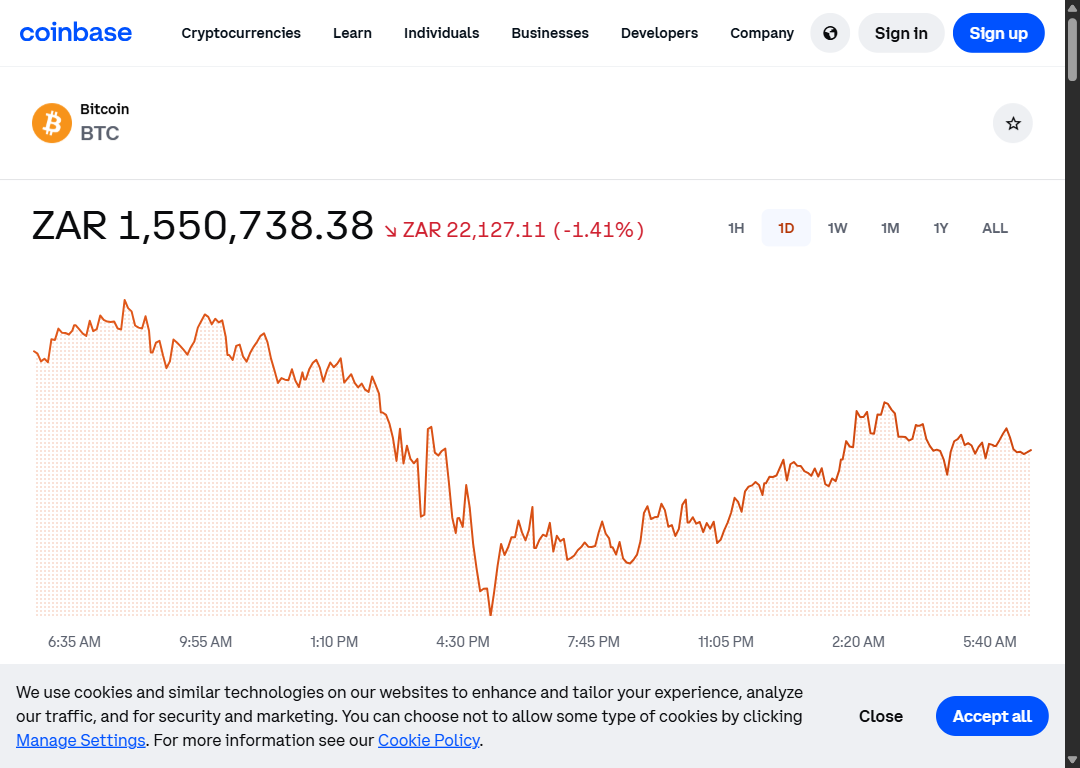 coinbase
Cryptocurrencies
Learn
Individuals
Businesses
Developers
Company
Sign in
Sign up
Bitcoin
BTC
ZAR 1,550,738.38
↘ ZAR 22,127.11 (-1.41%)
1H
1D
1W
1M
1Y
ALL
6:35 AM
9:55 AM
1:10 PM
4:30 PM
7:45 PM
11:05 PM
2:20 AM
5:40 AM
We use cookies and similar technologies on our websites to enhance and tailor your experience, analyze
our traffic, and for security and marketing. You can choose not to allow some type of cookies by clicking
Manage Settings. For more information see our Cookie Policy.
Close
Accept all